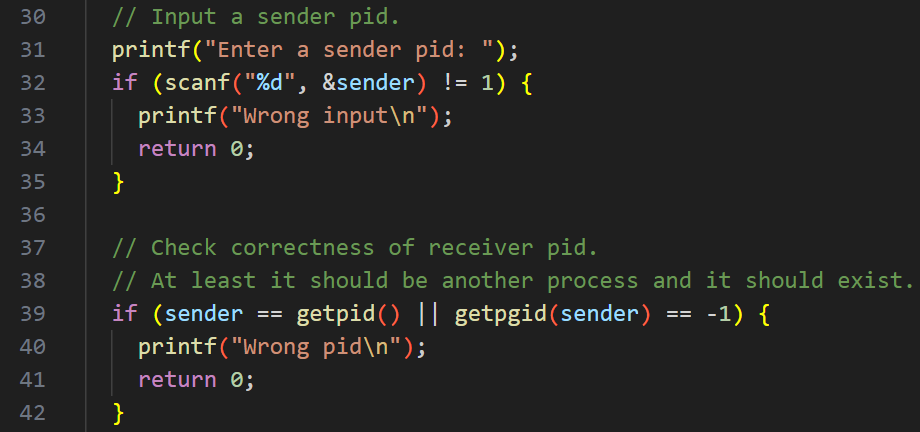 30 // Input a sender pid.
31 printf("Enter a sender pid: ");
32 if (scanf("%d", &sender) != 1) {
33 printf("Wrong input\n");
34 return 0;
35 }
36
37 // Check correctness of receiver pid.
38 // At least it should be another process and it should exist.
39 if (sender == getpid() || getpgid(sender) == -1) {
40 printf("Wrong pid\n");
41 return 0;
42 }